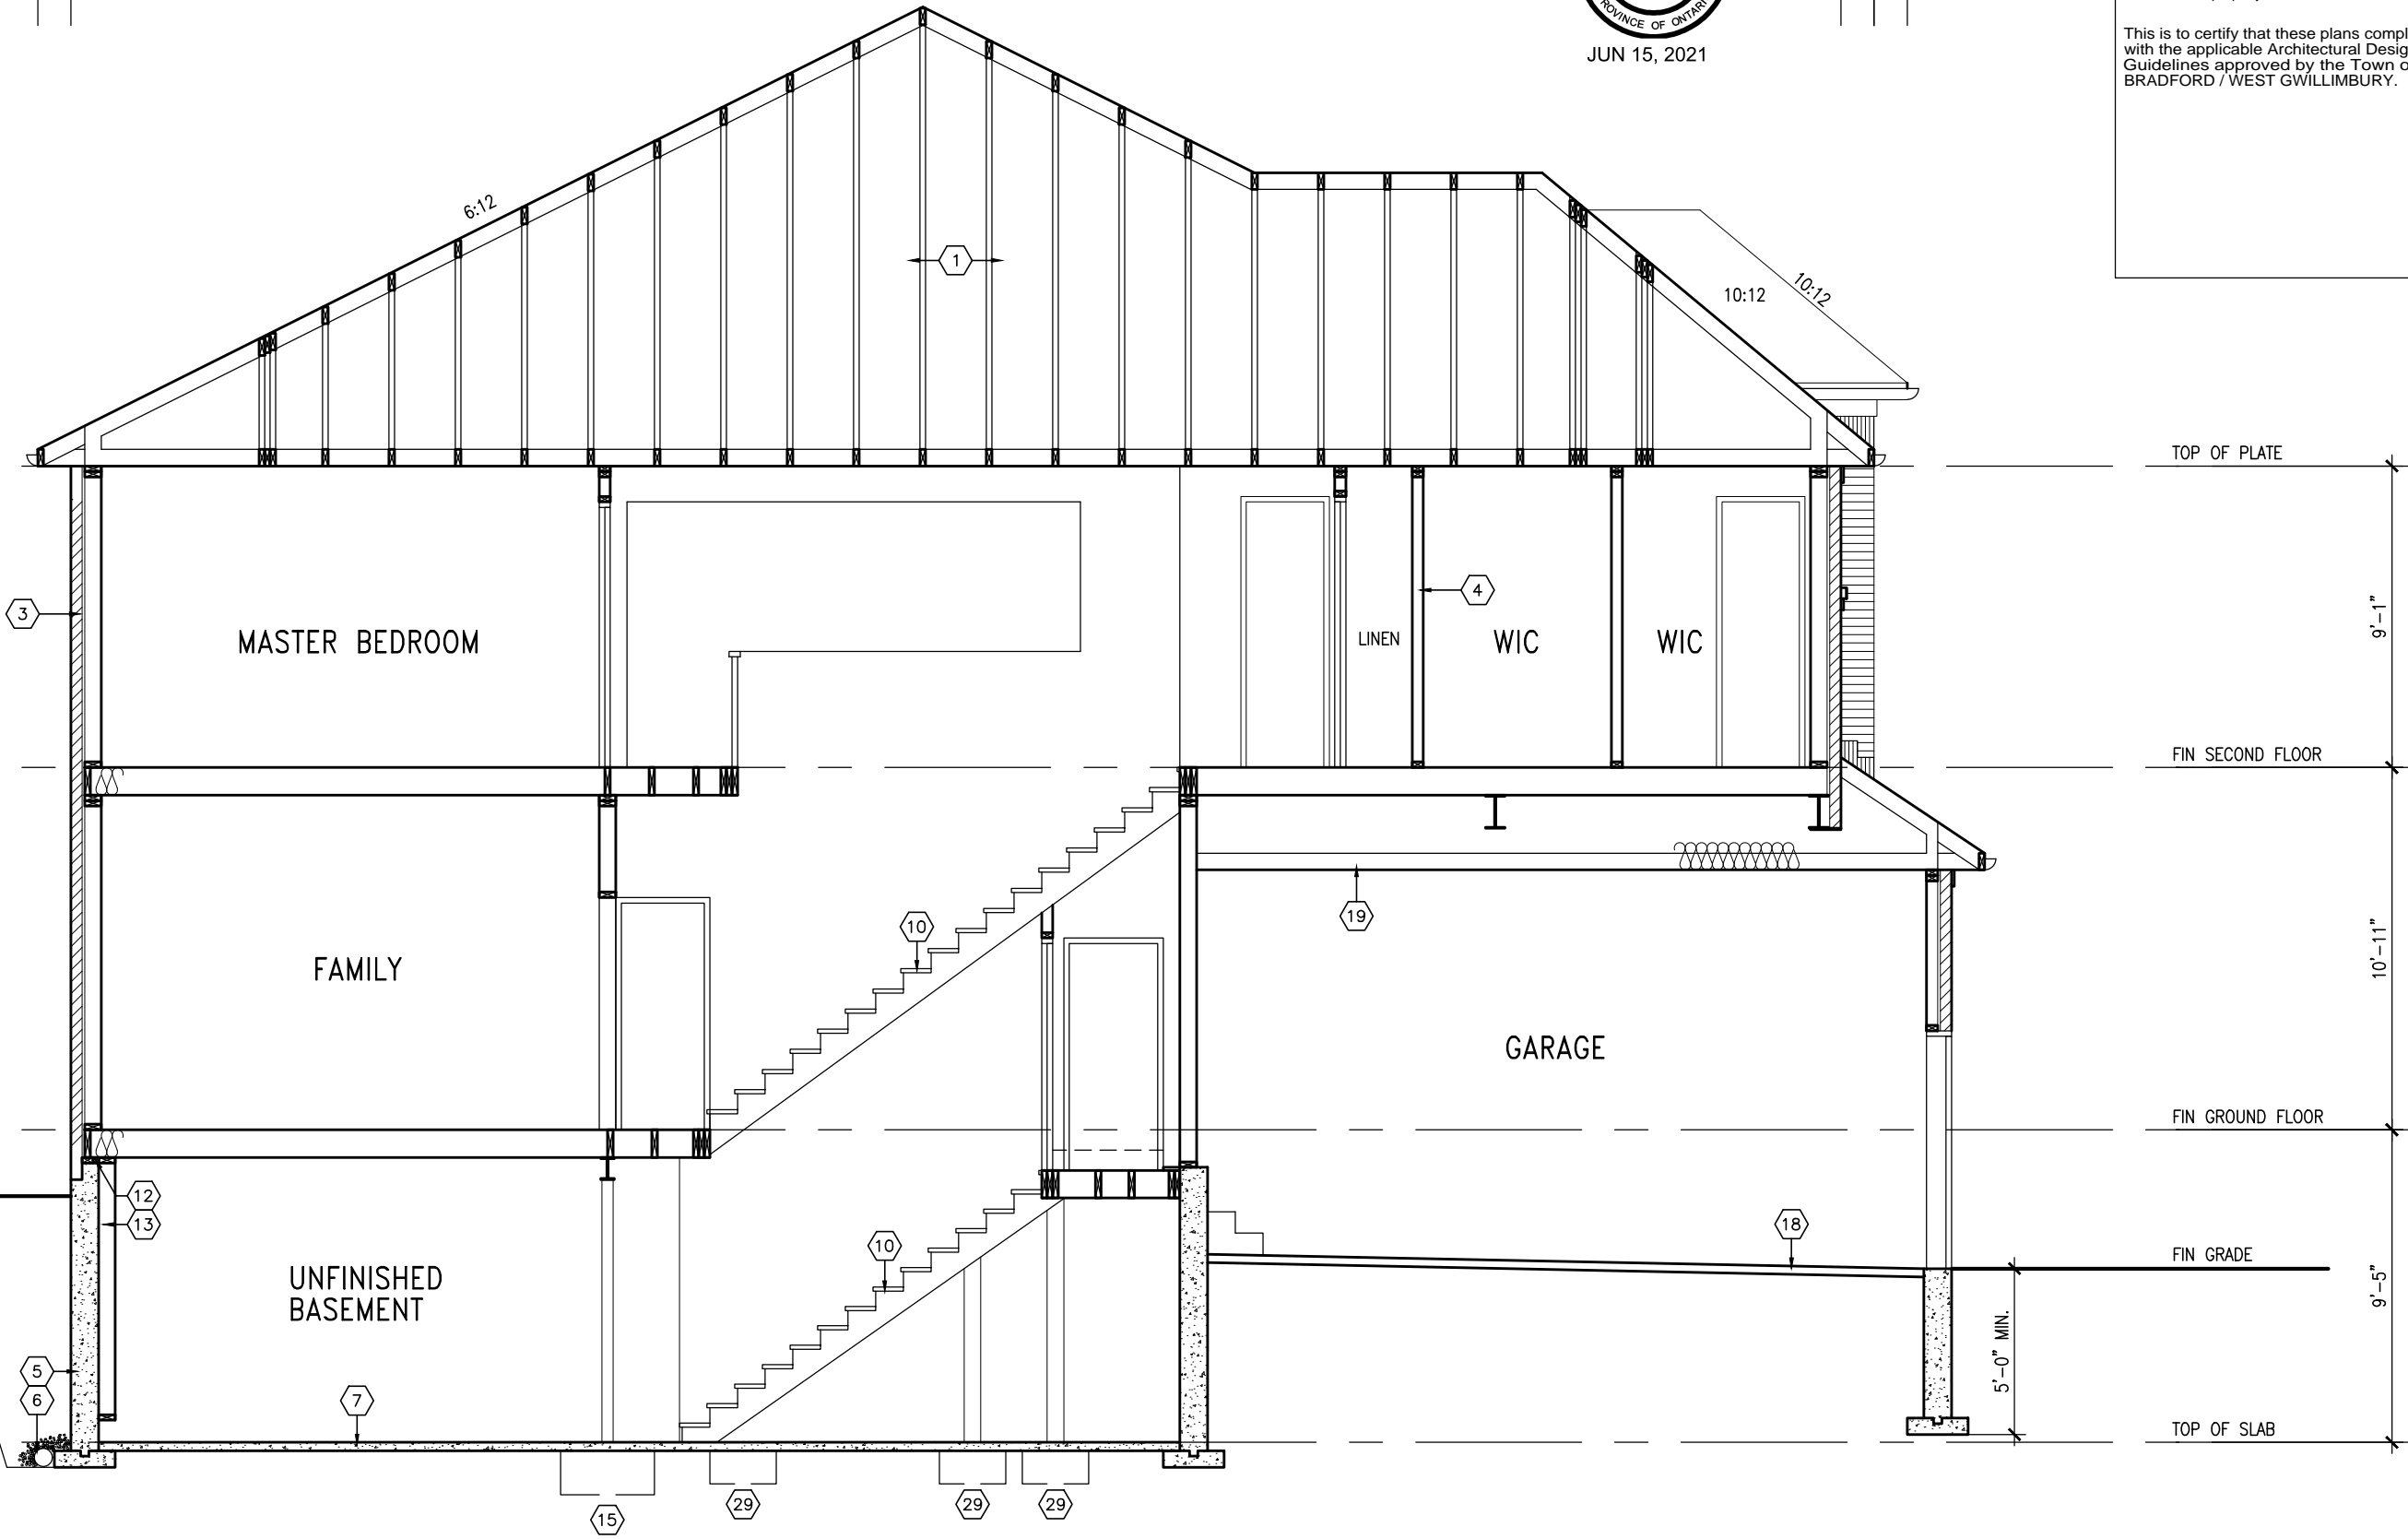 PROVINCE OF ONTARI
JUN 15, 2021
This is to certify that these plans compl
with the applicable Architectural Desig
Guidelines approved by the Town o
BRADFORD / WEST GWILLIMBURY.
6:12
1
10:12
10:12
TOP OF PLATE
3
MASTER BEDROOM
LINEN
4
WIC
WIC
9'-1"
FIN SECOND FLOOR
19
10
FAMILY
GARAGE
10'-11"
FIN GROUND FLOOR
12
13
18
10
FIN GRADE
UNFINISHED
BASEMENT
9'-5"
5'-0" MIN.
5
6
7
TOP OF SLAB
15
29
29
29